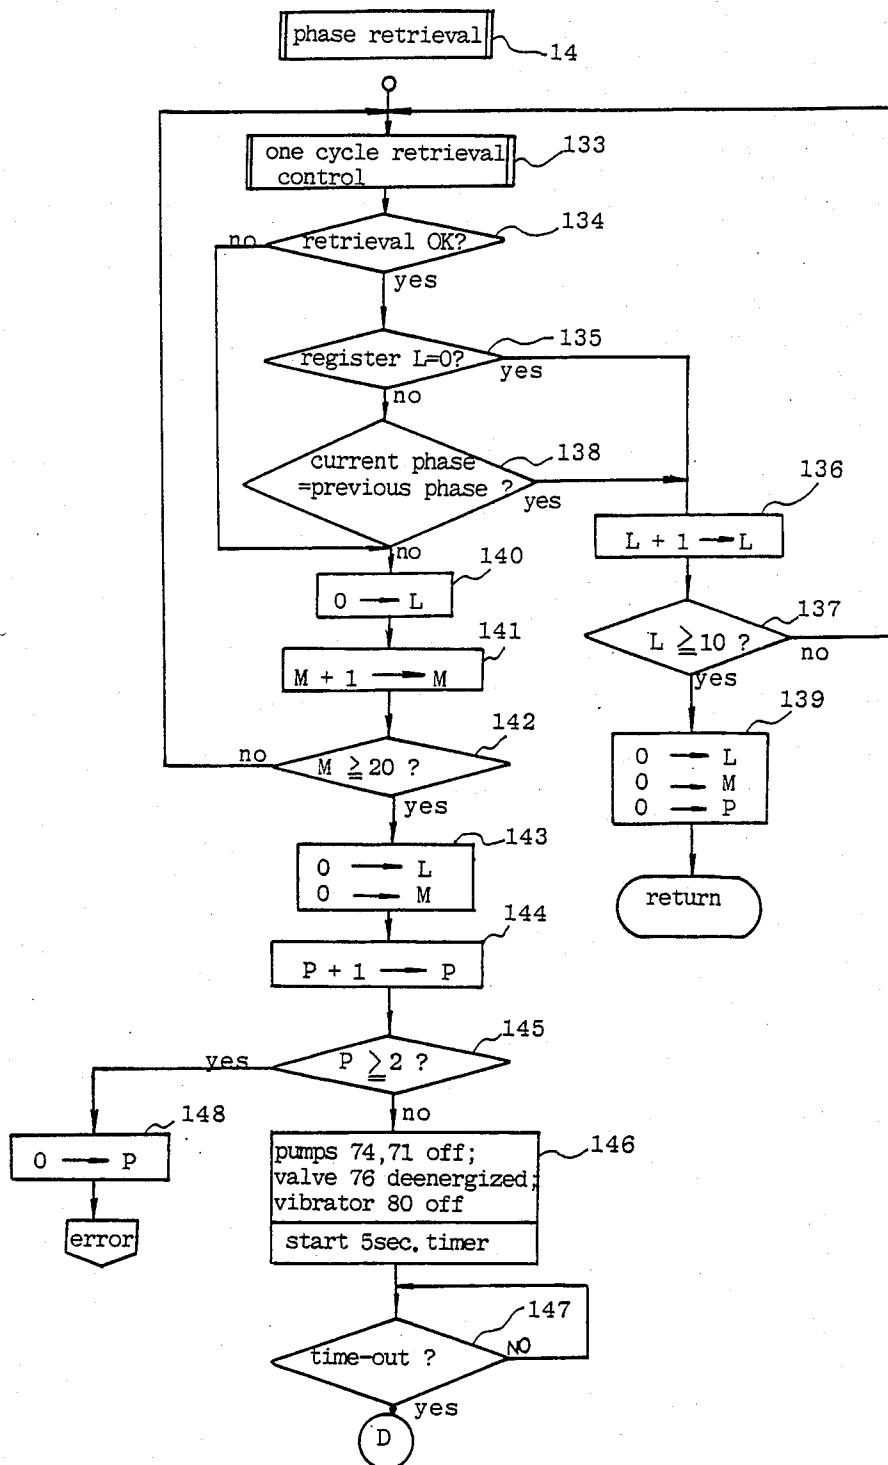 phase retrieval
14
one cycle retrieval
control
133
retrieval OK?
134
no
yes
register L=0?
135
yes
no
current phase
=previous phase ?
138
yes
no
136
L + 1 → L
140
0 → L
137
L ≧ 10 ?
no
yes
141
M + 1 → M
139
0 → L
0 → M
0 → P
142
no
M ≧ 20 ?
yes
return
143
0 → L
0 → M
144
P + 1 → P
145
yes
P ≧ 2 ?
no
148
0 → P
error
146
pumps 74,71 off;
valve 76 deenergized;
vibrator 80 off
start 5sec. timer
147
time-out ?
NO
yes
D